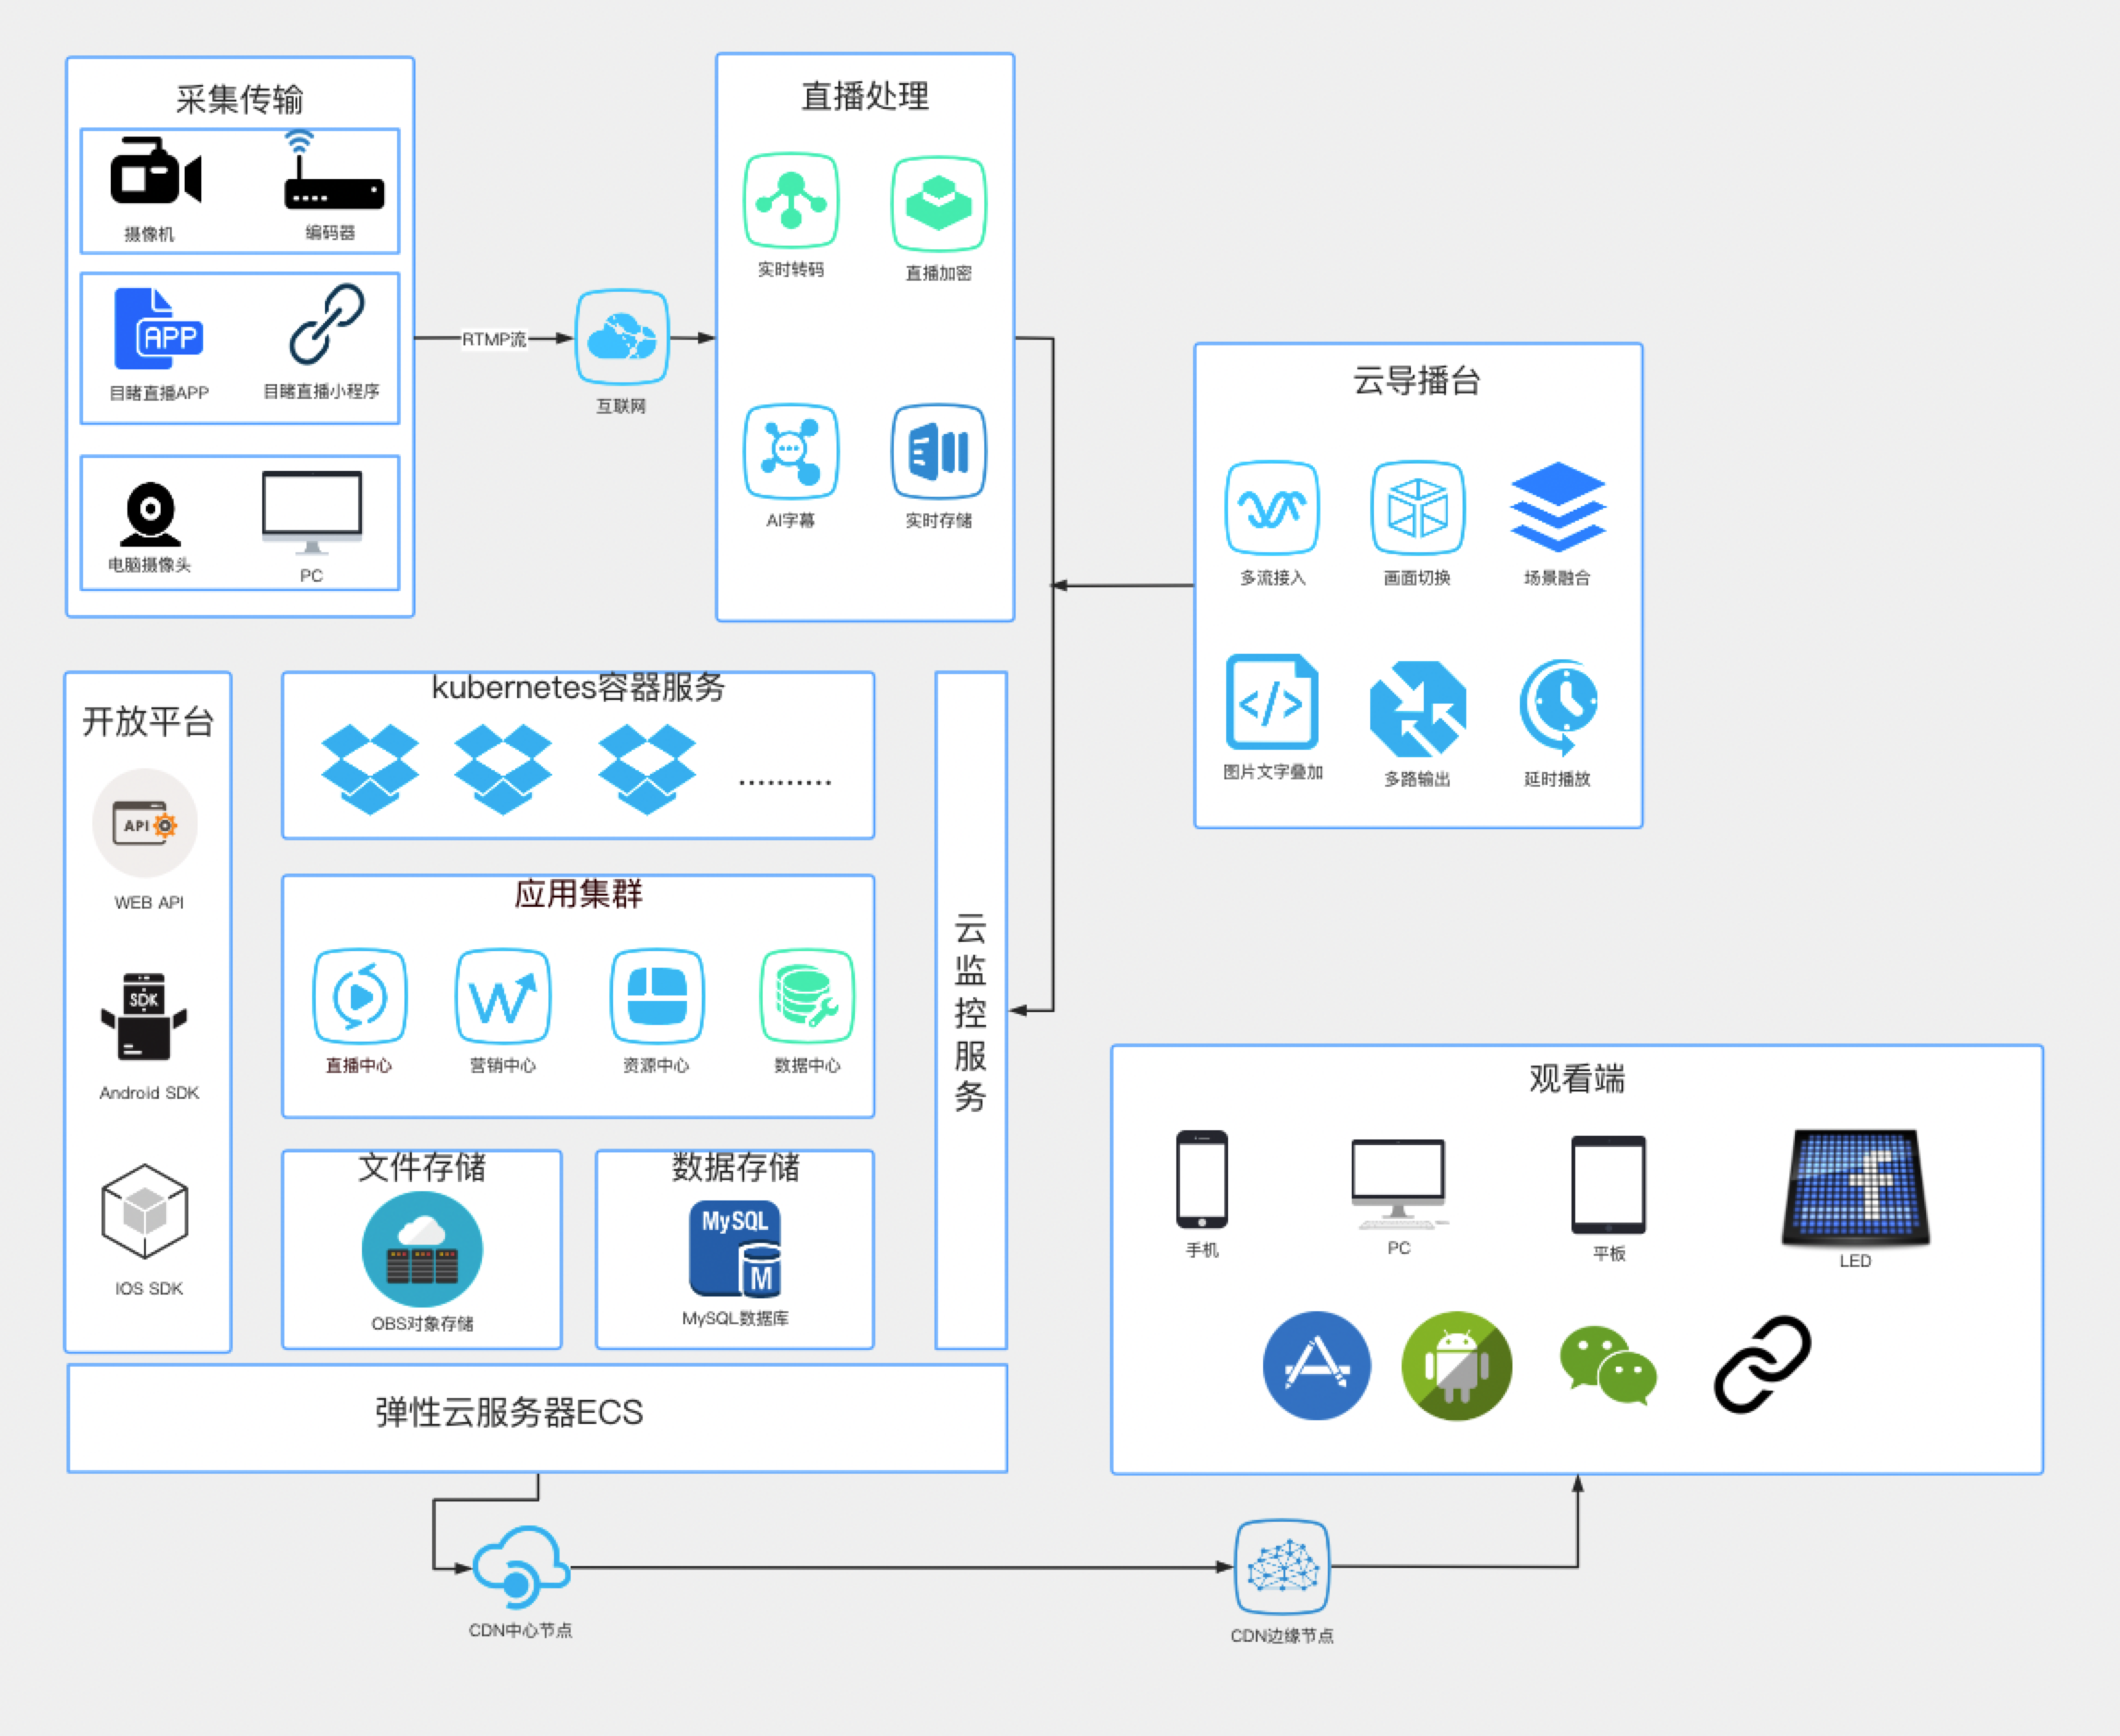 采集传输
摄像机
编码器
APP
目睹直播APP
目睹直播小程序
电脑摄像头
PC
RTMP流
互联网
直播处理
实时转码
直播加密
AI字幕
实时存储
云导播台
多流接入
画面切换
场景融合
</>
图片文字叠加
多路输出
延时播放
开放平台
API
WEB API
SDK
Android SDK
IOS SDK
kubernetes容器服务
..........
应用集群
直播中心
营销中心
资源中心
数据中心
文件存储
OBS对象存储
数据存储
MySQL
M
MySQL数据库
云监控服务
弹性云服务器ECS
观看端
手机
PC
平板
f
LED
CDN中心节点
CDN边缘节点